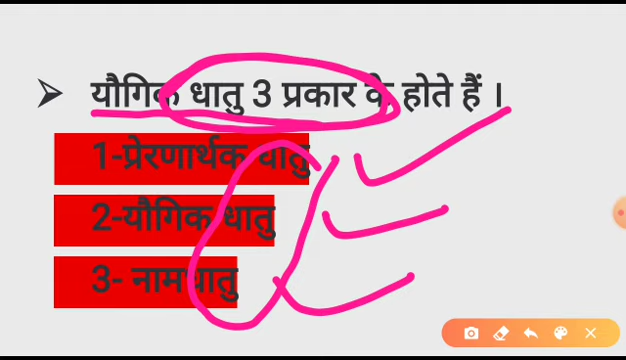 यौगिक धातु 3 प्रकार के होते हैं ।
1-प्रेरणार्थक धातु
2-यौगिक धातु
3- नामधातु